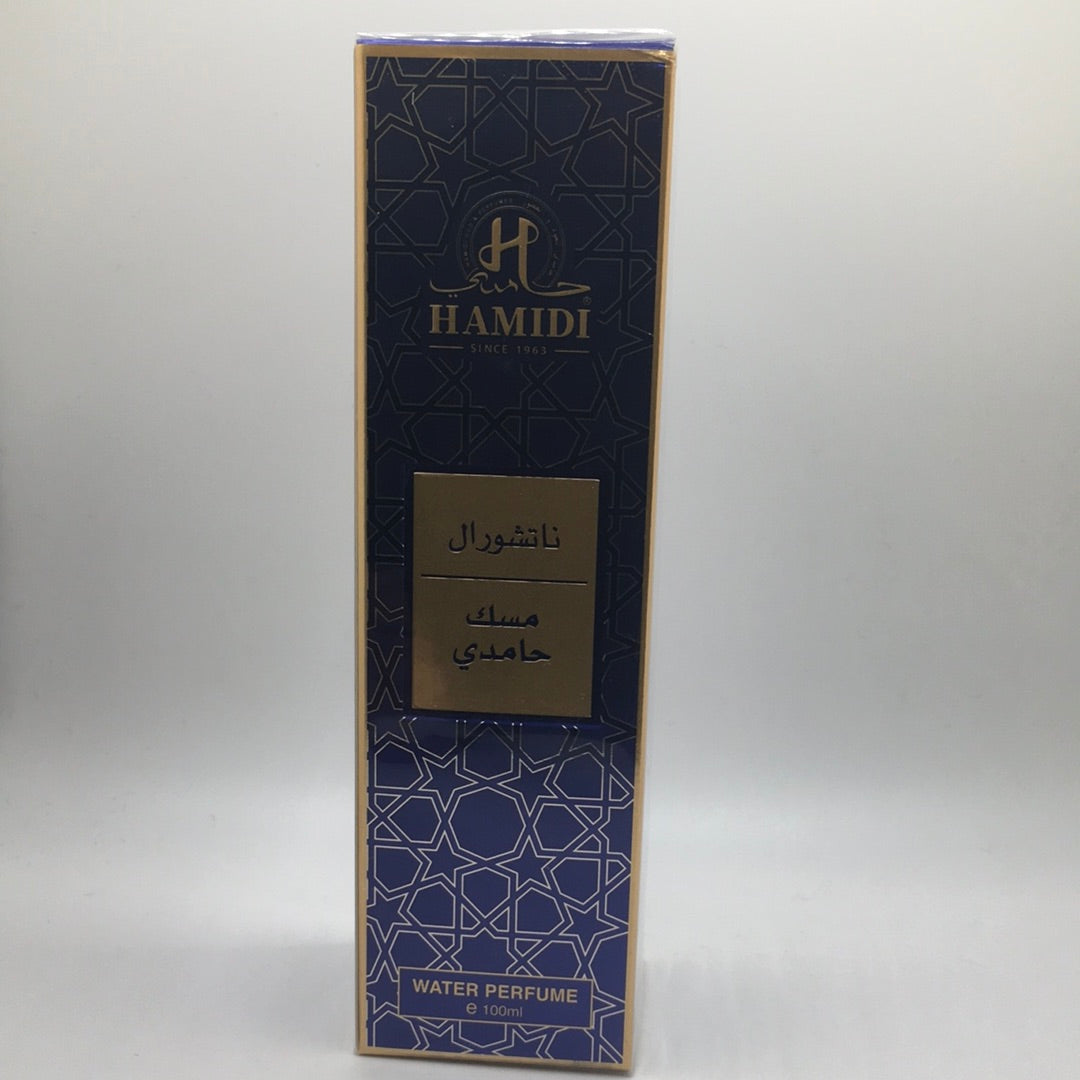 H
حامدي
®
HAMIDI
SINCE 1963
ناتشورال
مسك
حامدي
WATER PERFUME
e 100ml